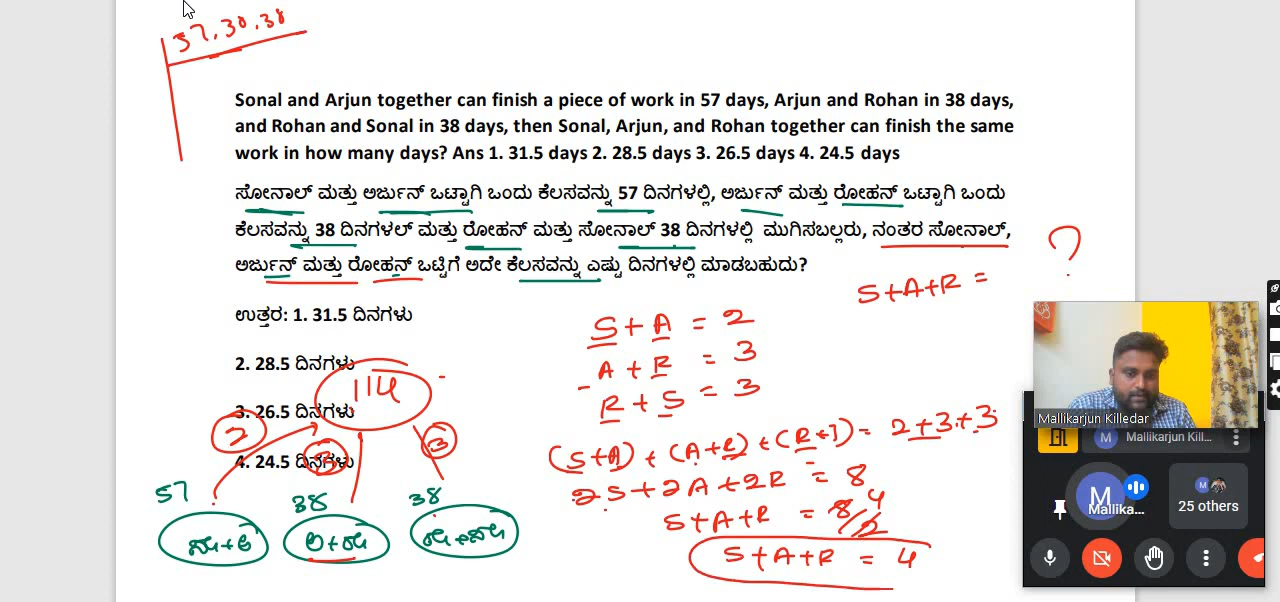 37, 38, 38
Sonal and Arjun together can finish a piece of work in 57 days, Arjun and Rohan in 38 days,
and Rohan and Sonal in 38 days, then Sonal, Arjun, and Rohan together can finish the same
work in how many days? Ans 1. 31.5 days 2. 28.5 days 3. 26.5 days 4. 24.5 days
ಸೋನಾಲ್ ಮತ್ತು ಅರ್ಜುನ್ ಒಟ್ಟಾಗಿ ಒಂದು ಕೆಲಸವನ್ನು 57 ದಿನಗಳಲ್ಲಿ, ಅರ್ಜುನ್ ಮತ್ತು ರೋಹನ್ ಒಟ್ಟಾಗಿ ಒಂದು
ಕೆಲಸವನ್ನು 38 ದಿನಗಳಲ್ ಮತ್ತು ರೋಹನ್ ಮತ್ತು ಸೋನಾಲ್ 38 ದಿನಗಳಲ್ಲಿ ಮುಗಿಸಬಲ್ಲರು, ನಂತರ ಸೋನಾಲ್,
ಅರ್ಜುನ್ ಮತ್ತು ರೋಹನ್ ಒಟ್ಟಿಗೆ ಅದೇ ಕೆಲಸವನ್ನು ಎಷ್ಟು ದಿನಗಳಲ್ಲಿ ಮಾಡಬಹುದು?
S+A+R = ?
ಉತ್ತರ: 1. 31.5 ದಿನಗಳು
2. 28.5 ದಿನಗಳು
3. 26.5 ದಿನಗಳು
4. 24.5 ದಿನಗಳು
114
2
3
3
57
38
38
S + A = 2
A + R = 3
R + S = 3
(S+A) + (A+R) + (R+S) = 2+3+3
2S+2A+2R = 8
S+A+R = 8/2 4
S+A+R = 4
Mallikarjun Killedar
M Mallikarjun Kill...
M
Mallika...
M
25 others